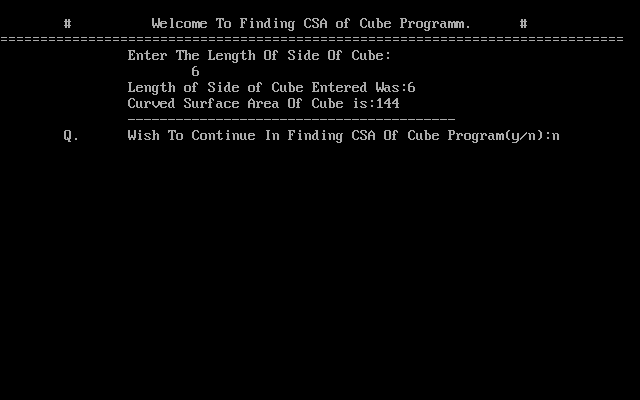 # Welcome To Finding CSA of Cube Programm. #
==============================================================================
Enter The Length Of Side Of Cube:
6
Length of Side of Cube Entered Was:6
Curved Surface Area Of Cube is:144
-----------------------------------------
Q. Wish To Continue In Finding CSA Of Cube Program(y/n):n